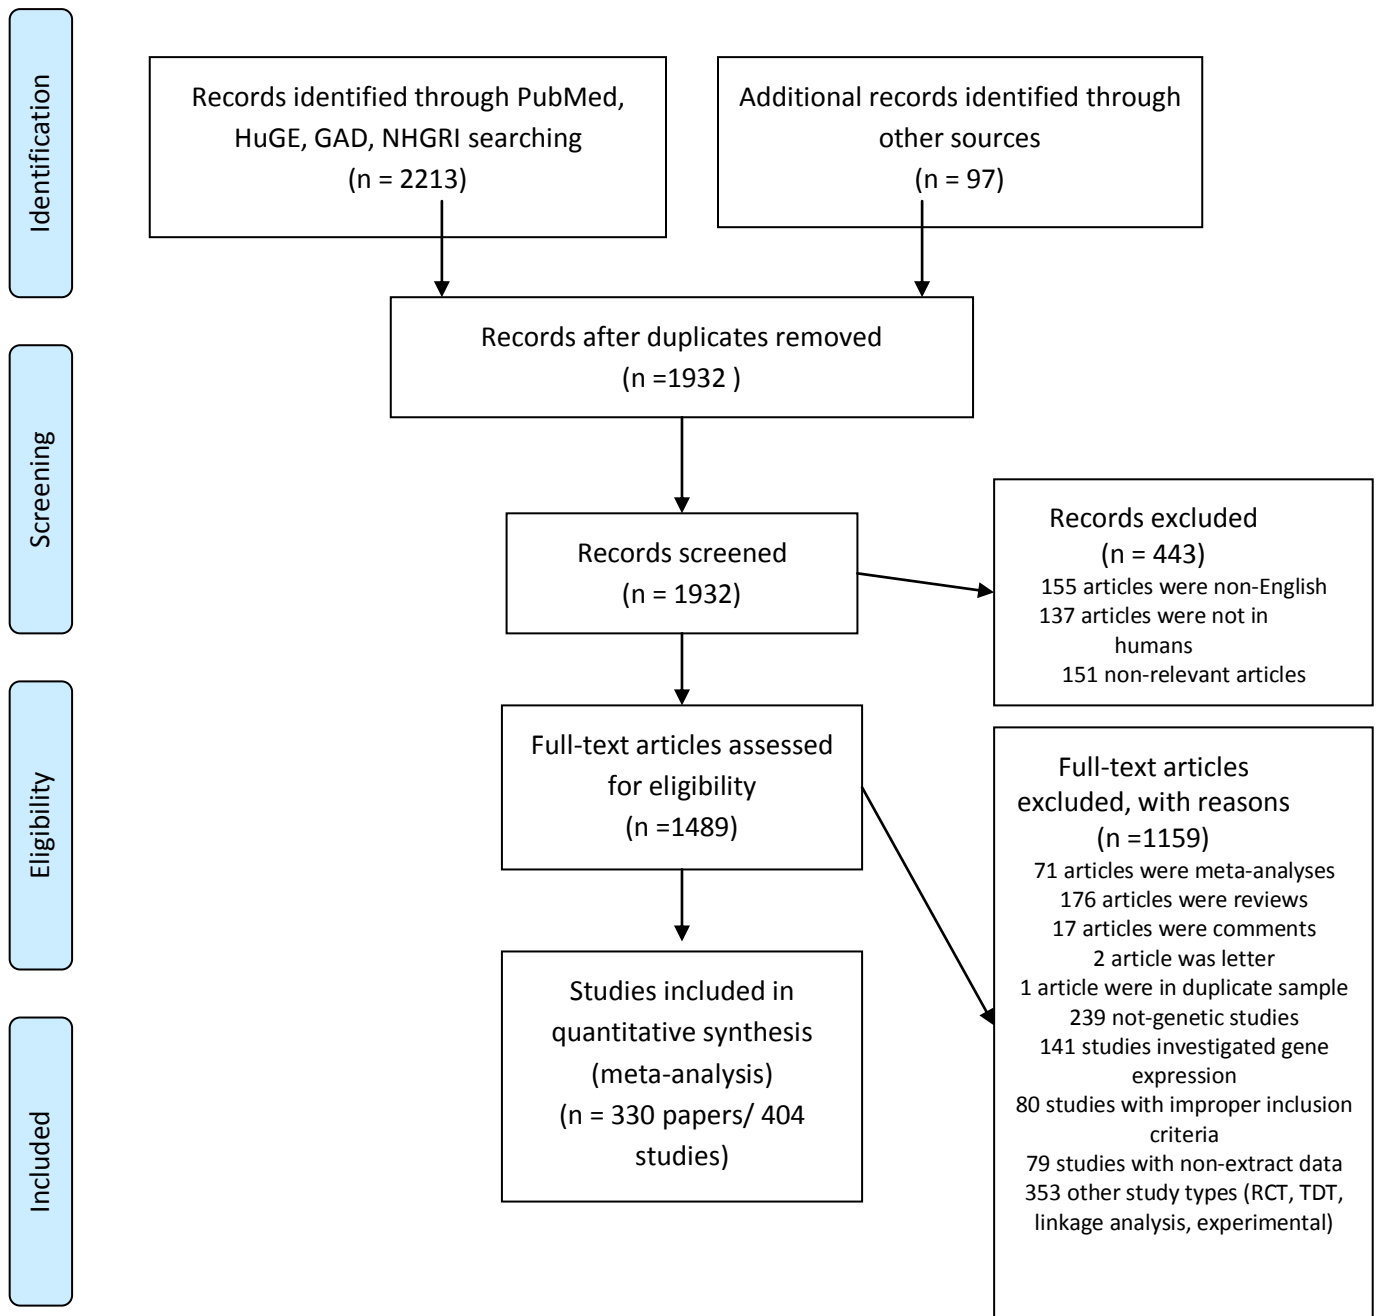 Identification
Records identified through PubMed,
HuGE, GAD, NHGRI searching
(n = 2213)
Additional records identified through
other sources
(n = 97)
Records after duplicates removed
(n =1932 )
Screening
Records screened
(n = 1932)
Records excluded
(n = 443)
155 articles were non-English
137 articles were not in
humans
151 non-relevant articles
Eligibility
Full-text articles assessed
for eligibility
(n =1489)
Full-text articles
excluded, with reasons
(n =1159)
71 articles were meta-analyses
176 articles were reviews
17 articles were comments
2 article was letter
1 article were in duplicate sample
239 not-genetic studies
141 studies investigated gene
expression
80 studies with improper inclusion
criteria
79 studies with non-extract data
353 other study types (RCT, TDT,
linkage analysis, experimental)
Included
Studies included in
quantitative synthesis
(meta-analysis)
(n = 330 papers/ 404
studies)